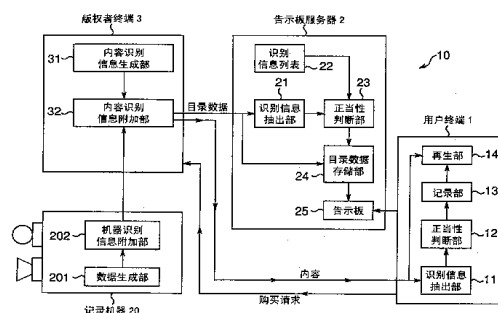 版权者终端 3
31
内容识别
信息生成部
32
内容识别
信息附加部
目录数据
告示板服务器 2
识别
信息列表
22
21
识别信息
抽出部
23
正当性
判断部
目录数据
存储部
24
25
告示板
10
用户终端 1
再生部
14
记录部
13
正当性
判断部
12
识别信息
抽出部
11
202
机器识别
信息附加部
201
数据生成部
记录机器 20
内容
购买请求